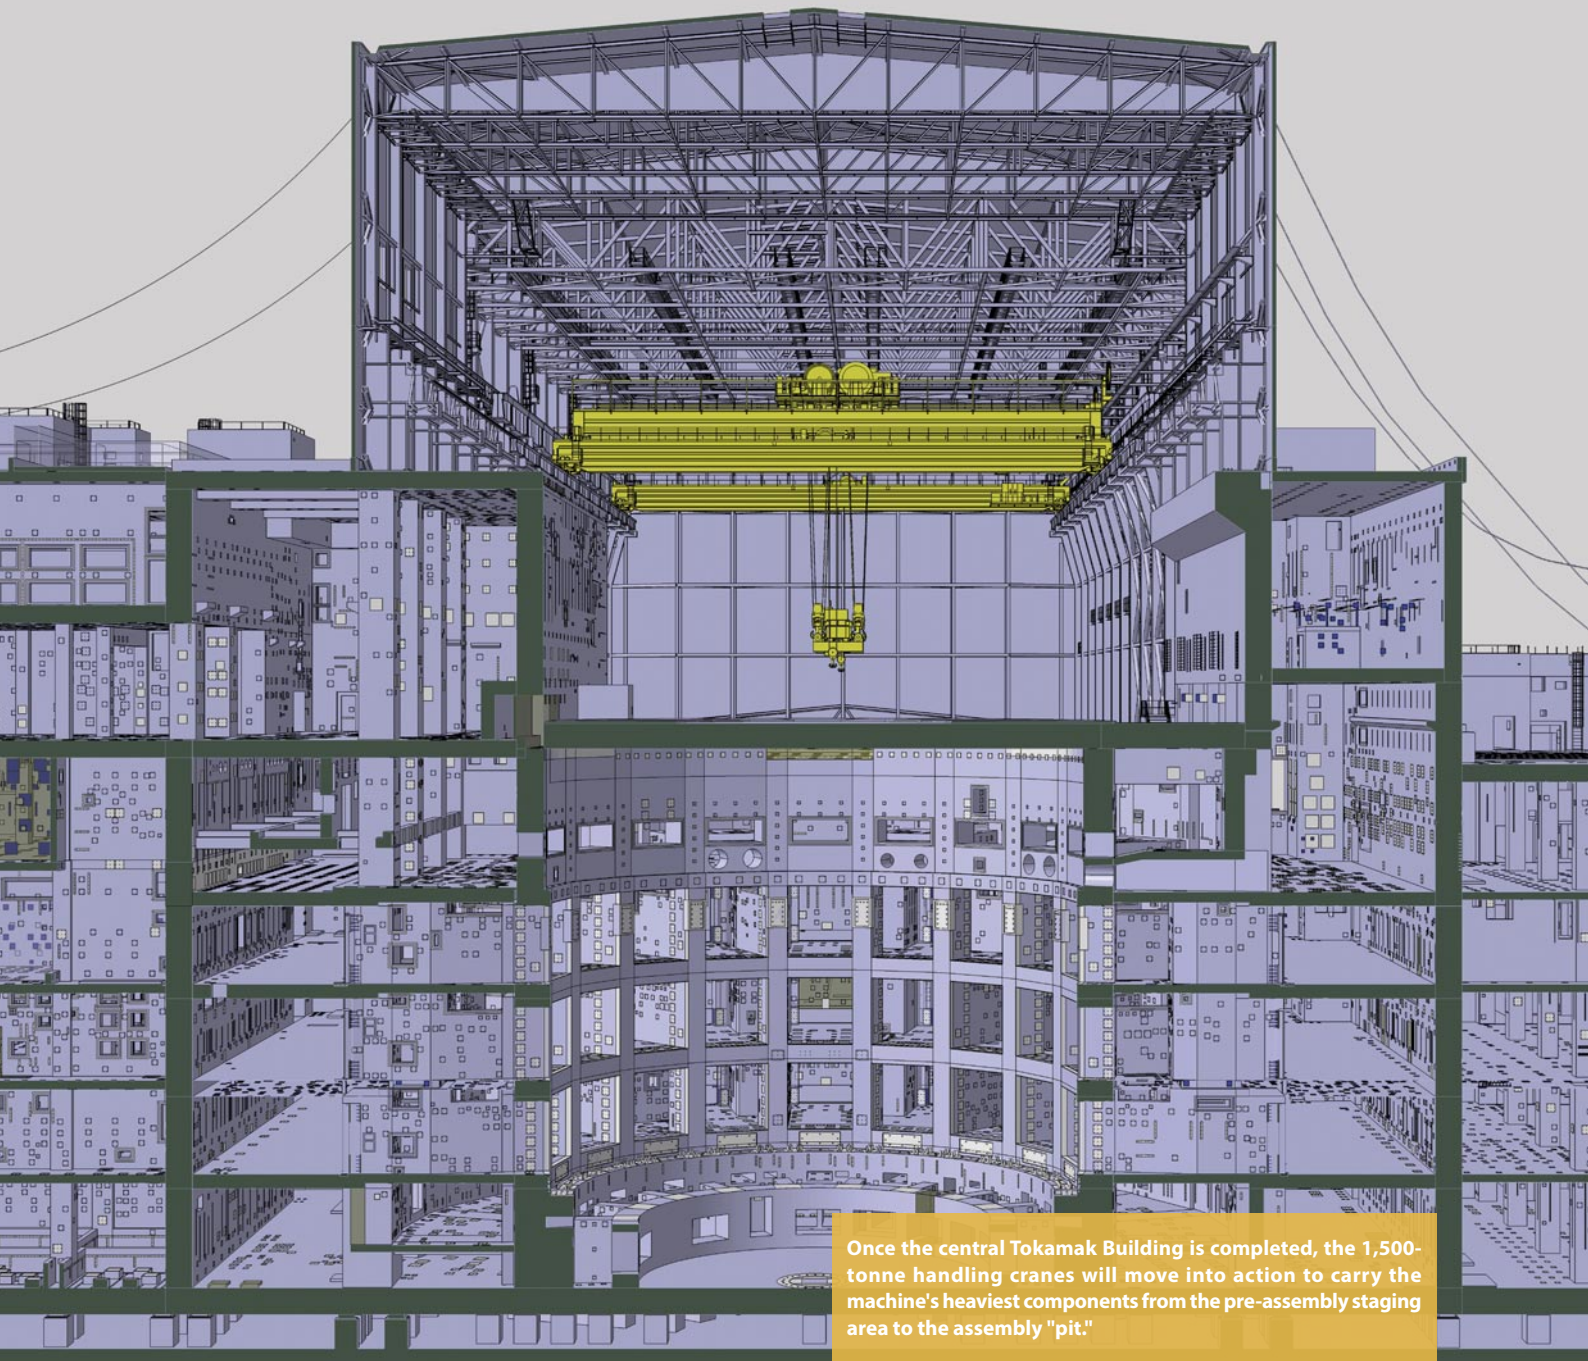 Once the central Tokamak Building is completed, the 1,500-
tonne handling cranes will move into action to carry the
machine's heaviest components from the pre-assembly staging
area to the assembly "pit."